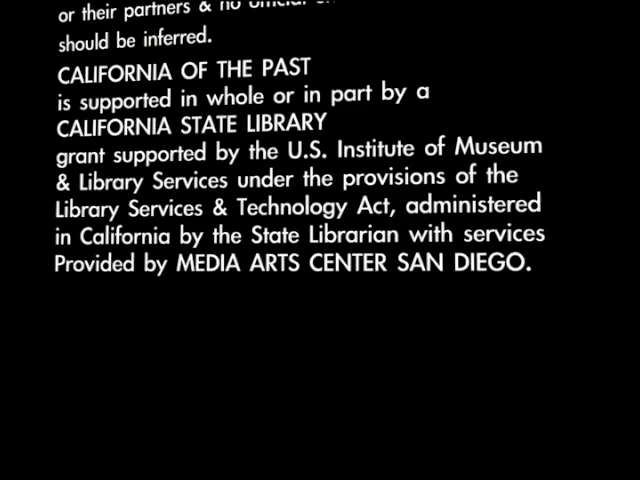 or their partners & no
should be inferred.
CALIFORNIA OF THE PAST
is supported in whole or in part by a
CALIFORNIA STATE LIBRARY
grant supported by the U.S. Institute of Museum
& Library Services under the provisions of the
Library Services & Technology Act, administered
in California by the State Librarian with services
Provided by MEDIA ARTS CENTER SAN DIEGO.